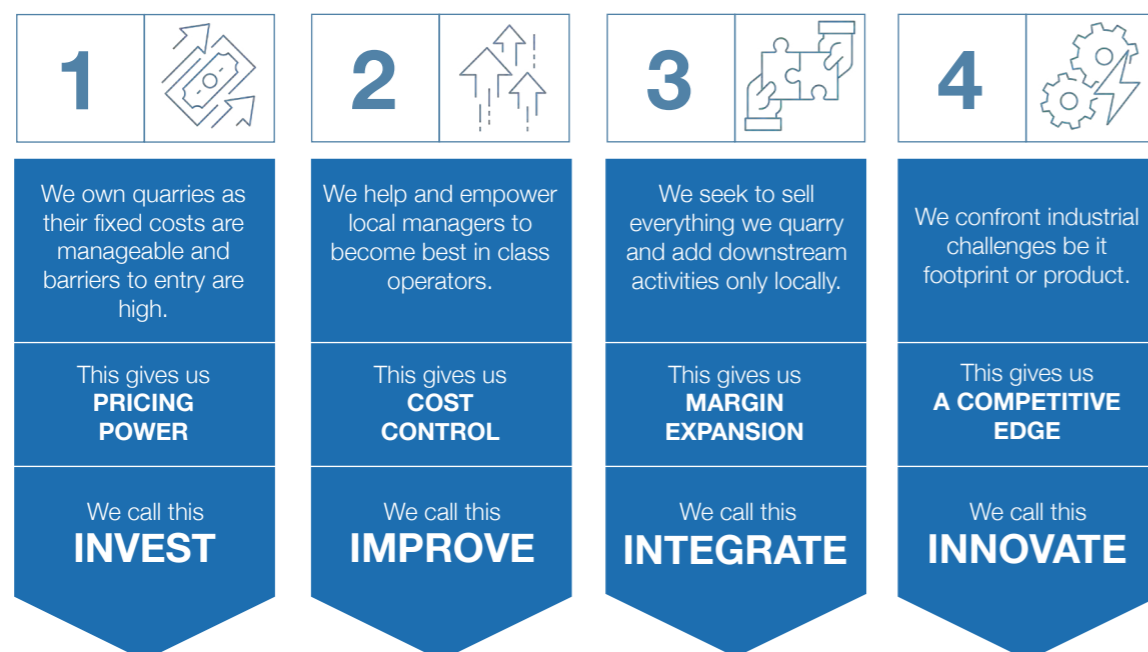 1
We own quarries as
their fixed costs are
manageable and
barriers to entry are
high.
This gives us
PRICING
POWER
We call this
INVEST
2
We help and empower
local managers to
become best in class
operators.
This gives us
COST
CONTROL
We call this
IMPROVE
3
We seek to sell
everything we quarry
and add downstream
activities only locally.
This gives us
MARGIN
EXPANSION
We call this
INTEGRATE
4
We confront industrial
challenges be it
footprint or product.
This gives us
A COMPETITIVE
EDGE
We call this
INNOVATE